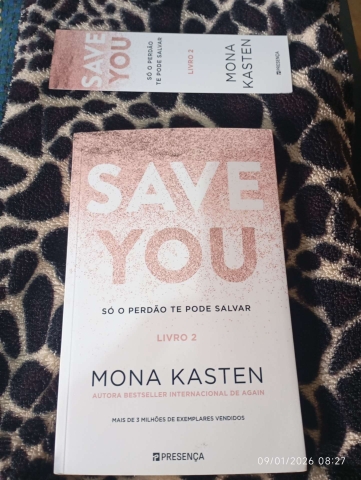 SAVE
YOU
SÓ O PERDÃO
TE PODE SALVAR
LIVRO 2
MONA
KASTEN
PRESENÇA
SAVE
YOU
SÓ O PERDÃO TE PODE SALVAR
LIVRO 2
MONA KASTEN
AUTORA BESTSELLER INTERNACIONAL DE AGAIN
MAIS DE 3 MILHÕES DE EXEMPLARES VENDIDOS
PRESENÇA
09/01/2026 08:27